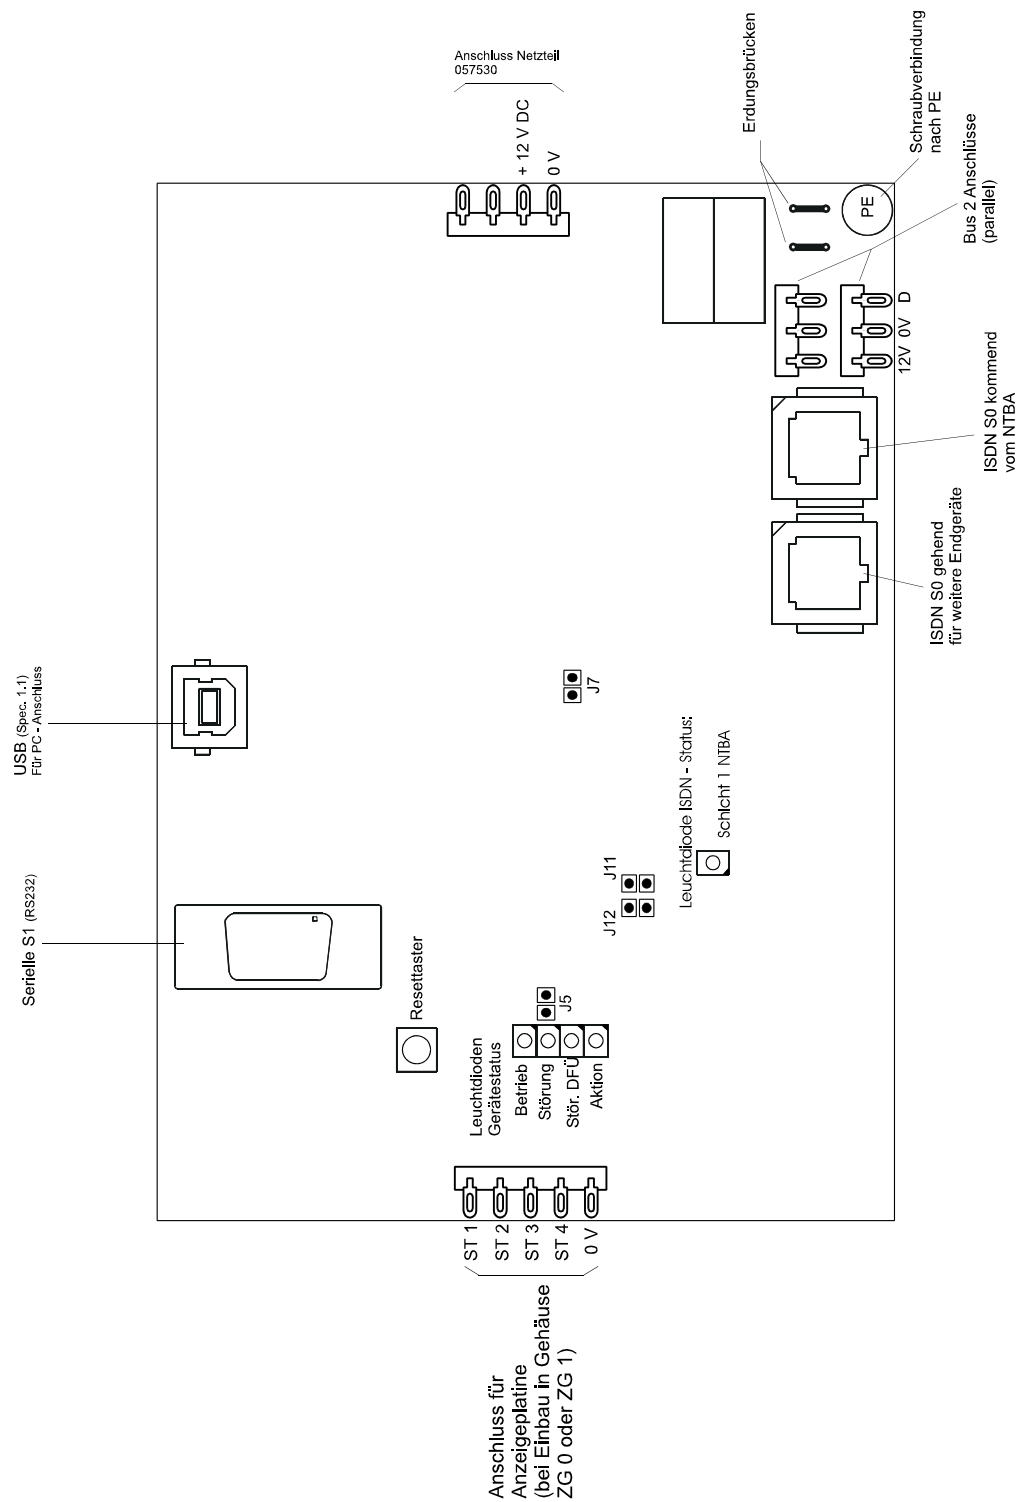 Anschluss Netzteil
057530
+ 12 V DC
0 V
Erdungsbrücken
Schraubverbindung
nach PE
PE
Bus 2 Anschlüsse
(parallel)
D
0V
12V
ISDN S0 kommend
vom NTBA
ISDN S0 gehend
für weitere Endgeräte
USB (Spec. 1.1)
Für PC - Anschluss
J7
Leuchtdiode ISDN - Status:
Schicht 1 NTBA
J11
J12
Serielle S1 (RS232)
Resettaster
J5
Leuchtdioden
Gerätestatus
Betrieb
Störung
Stör. DFÜ
Aktion
ST 1
ST 2
ST 3
ST 4
0 V
Anschluss für
Anzeigeplatine
(bei Einbau in Gehäuse
ZG 0 oder ZG 1)